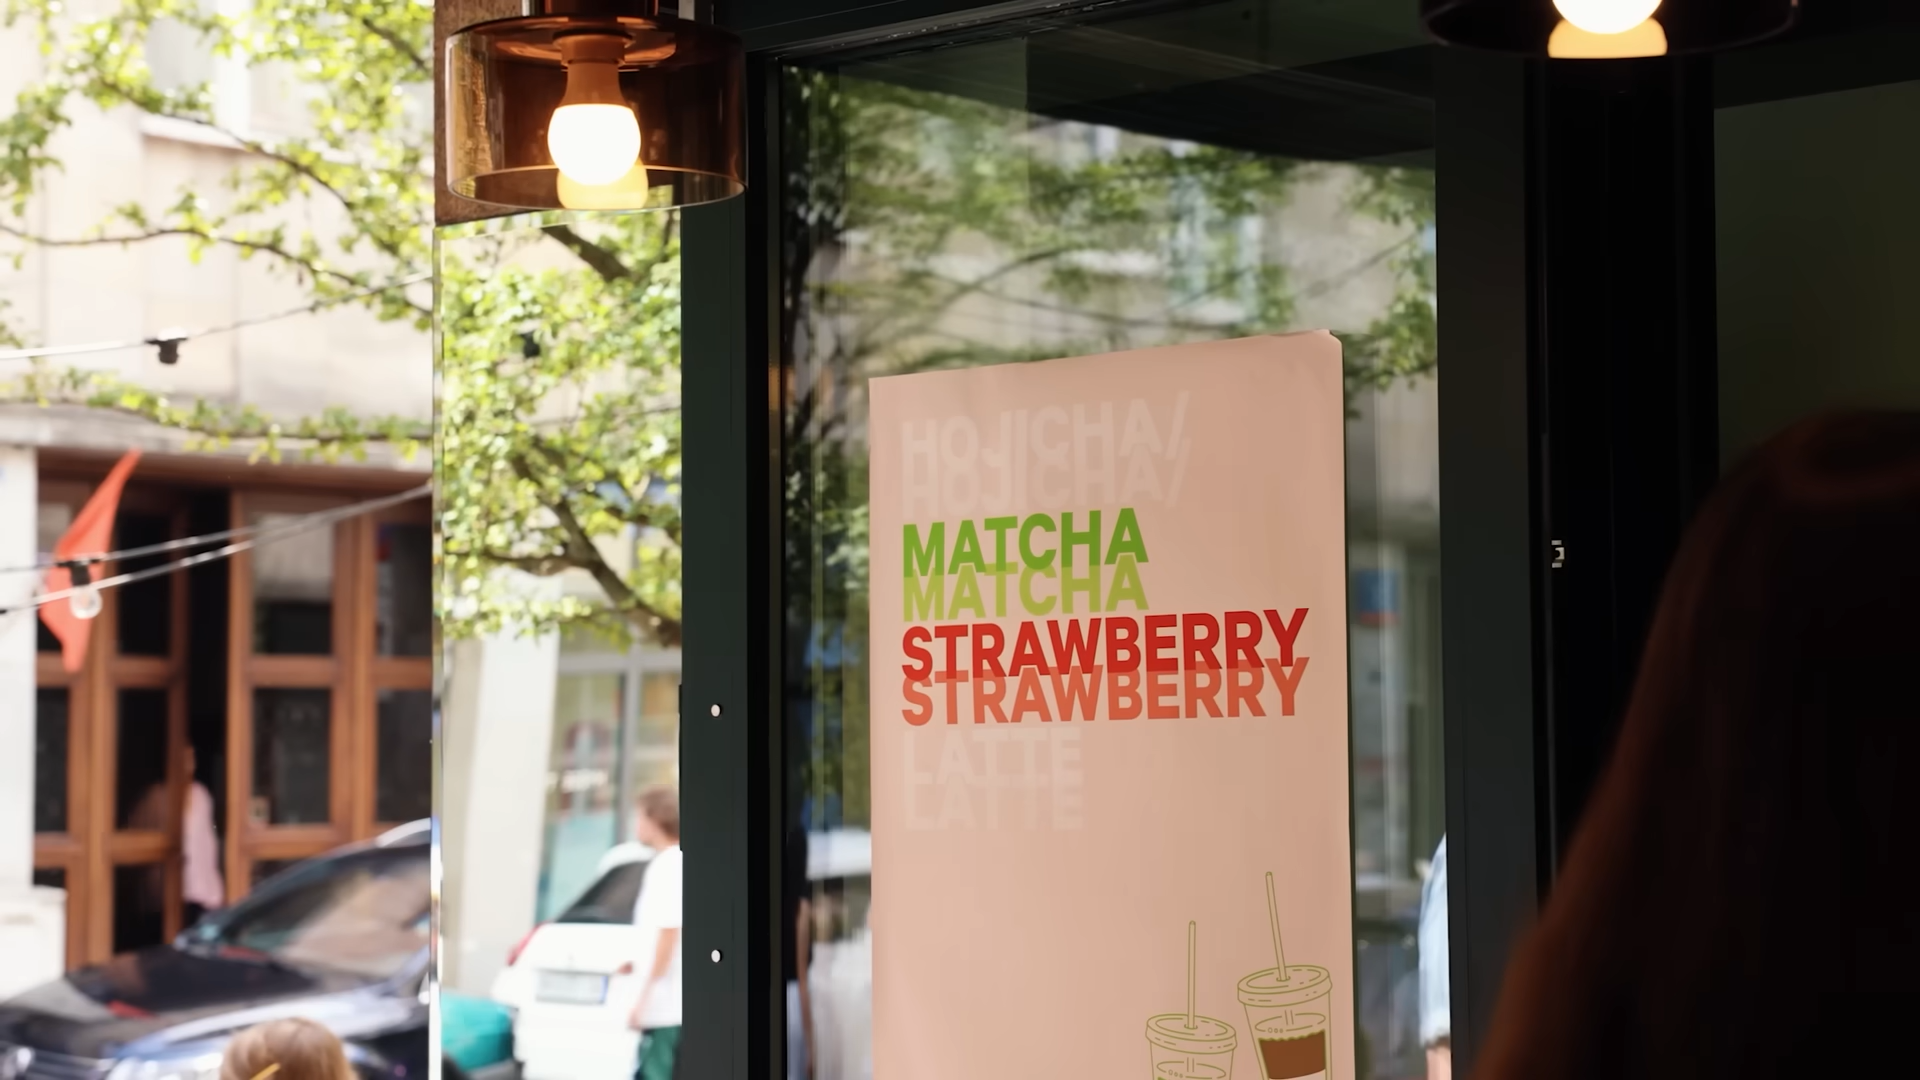 HOJICHA/
HOJICHA/
MATCHA
MATCHA
STRAWBERRY
STRAWBERRY
LATTE
LATTE